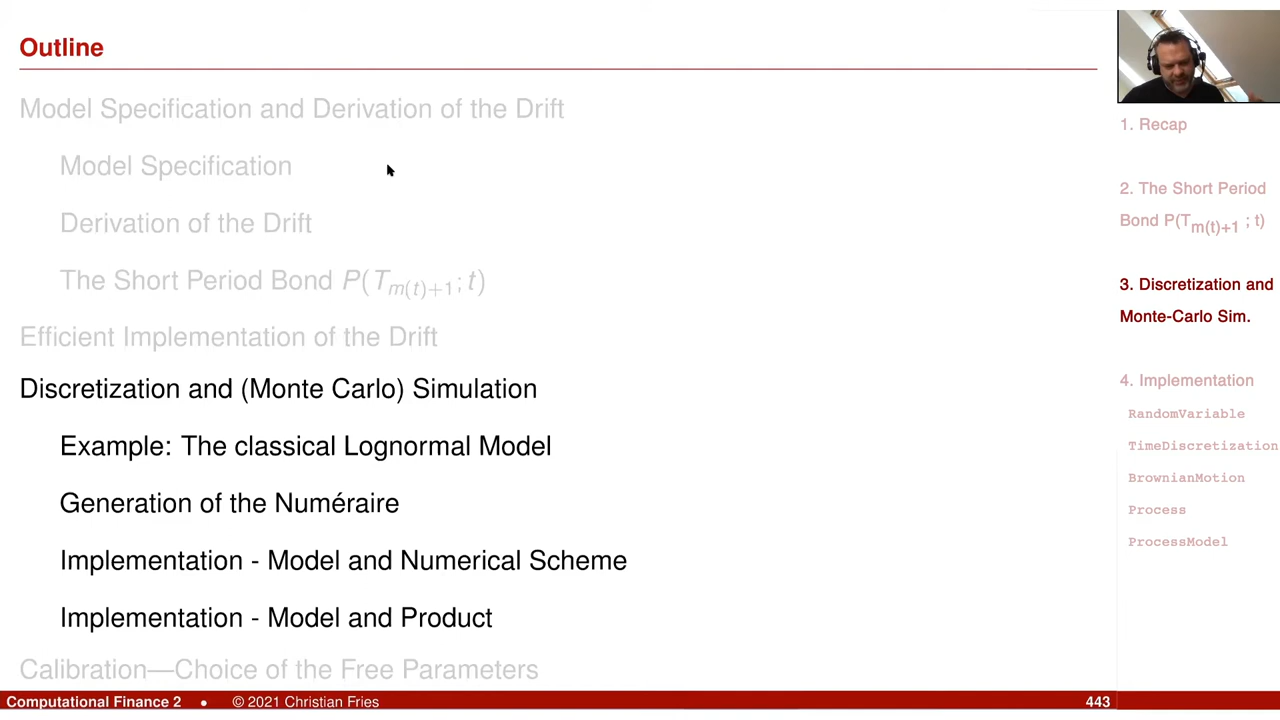 Outline
Model Specification and Derivation of the Drift
Model Specification
Derivation of the Drift
The Short Period Bond P(T_{m(t)+1}; t)
Efficient Implementation of the Drift
Discretization and (Monte Carlo) Simulation
Example: The classical Lognormal Model
Generation of the Numéraire
Implementation - Model and Numerical Scheme
Implementation - Model and Product
Calibration—Choice of the Free Parameters
1. Recap
2. The Short Period
Bond P(T_{m(t)+1} ; t)
3. Discretization and
Monte-Carlo Sim.
4. Implementation
RandomVariable
TimeDiscretization
BrownianMotion
Process
ProcessModel
Computational Finance 2 • © 2021 Christian Fries 443